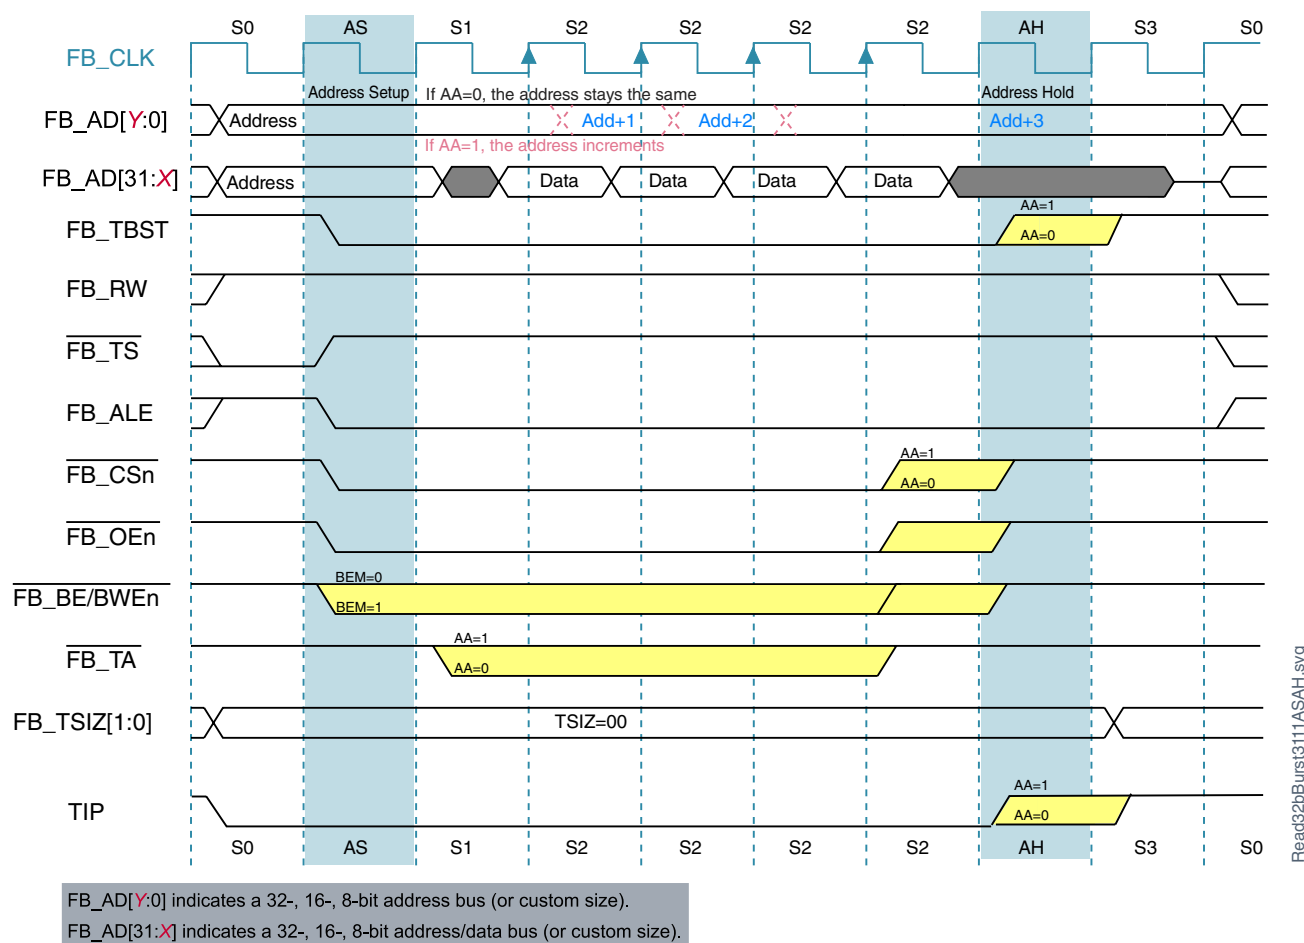 S0 AS S1 S2 S2 S2 S2 AH S3 S0
FB_CLK
Address Setup If AA=0, the address stays the same Address Hold
FB_AD[Y:0] Address Add+1 Add+2 Add+3
If AA=1, the address increments
FB_AD[31:X] Address Data Data Data Data
AA=1
FB_TBST AA=0
FB_RW
FB_TS
FB_ALE
AA=1
FB_CSn AA=0
FB_OEn
BEM=0
FB_BE/BWEn BEM=1
AA=1
FB_TA AA=0
FB_TSIZ[1:0] TSIZ=00
AA=1
TIP AA=0
S0 AS S1 S2 S2 S2 S2 AH S3 S0
Read32bBurst3111ASAH.svg
FB_AD[Y:0] indicates a 32-, 16-, 8-bit address bus (or custom size).
FB_AD[31:X] indicates a 32-, 16-, 8-bit address/data bus (or custom size).